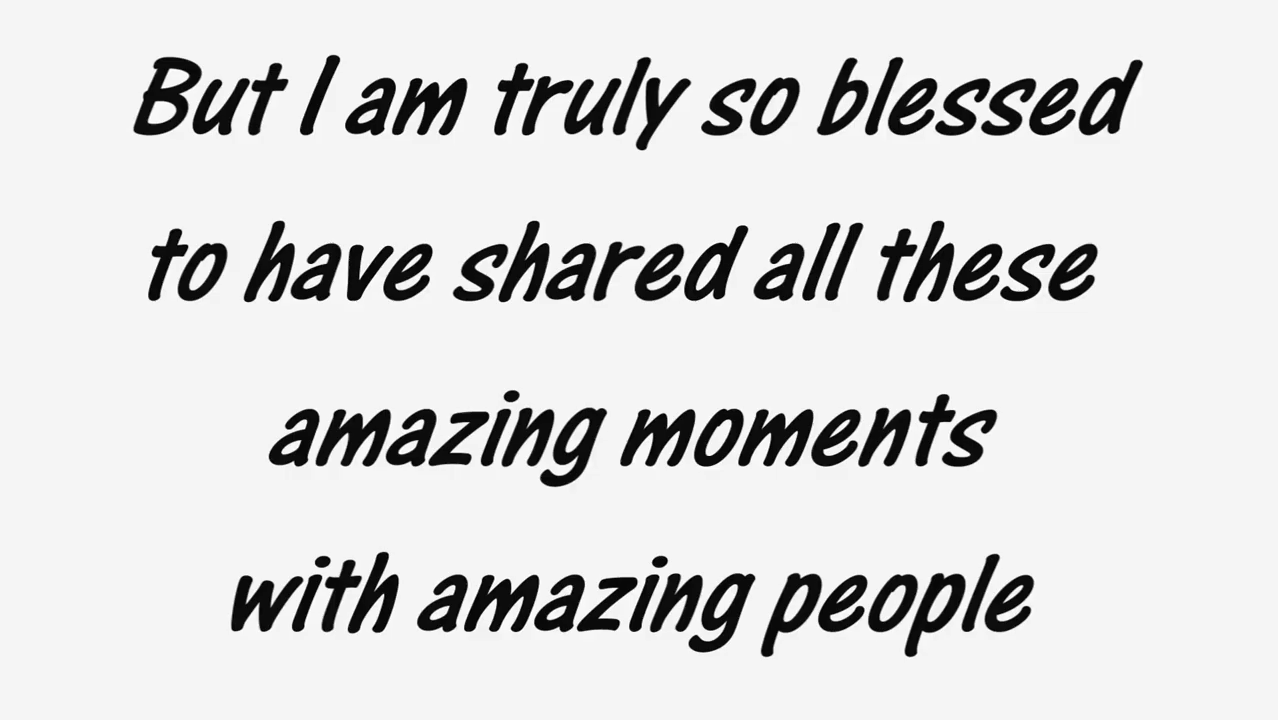 But I am truly so blessed
to have shared all these
amazing moments
with amazing people